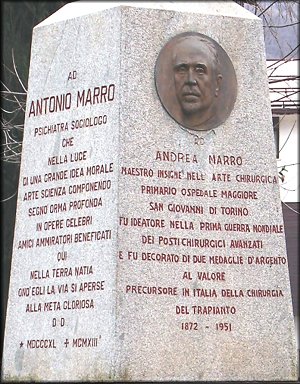 AD
ANTONIO MARRO
PSICHIATRA SOCIOLOGO
CHE
NELLA LUCE
DI UNA GRANDE IDEA MORALE
ARTE SCIENZA COMPONENDO
SEGNO ORMA PROFONDA
IN OPERE CELEBRI
AMICI AMMIRATORI BENEFICATI
QUI
NELLA TERRA NATIA
ONO EGLI LA VIA SI APERSE
ALLA META GLORIOSA
D D
* MDCCCXL + MCMXIII
AD
ANDREA MARRO
MAESTRO INSIGNE NELL' ARTE CHIRURGICA
PRIMARIO OSPEDALE MAGGIORE
SAN GIOVANNI DI TORINO
FU IDEATORE NELLA PRIMA GUERRA MONDIALE
DEI POSTI CHIRURGICI AVANZATI
E FU DECORATO DI DUE MEDAGLIE D'ARGENTO
AL VALORE
PRECURSORE IN ITALIA DELLA CHIRURGIA
DEL TRAPIANTO
1872 - 1951